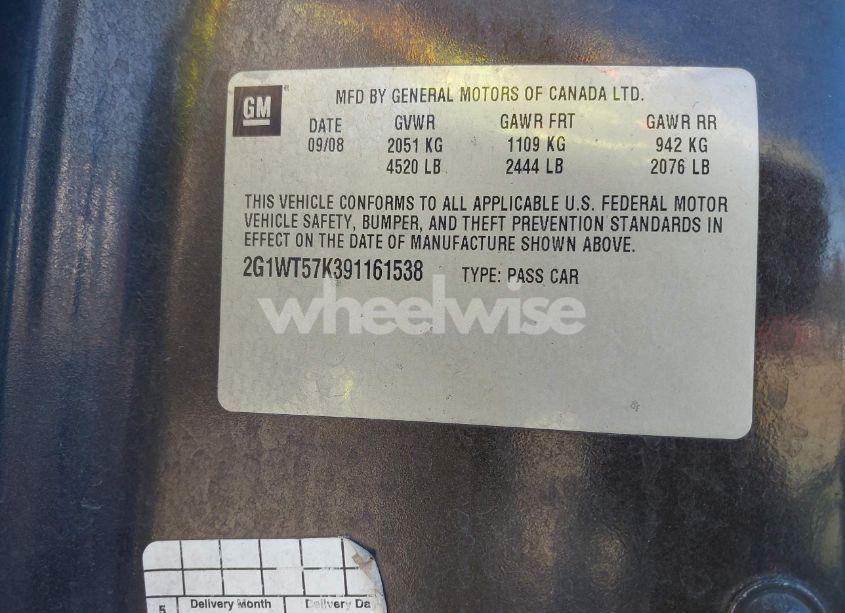 GM
MFD BY GENERAL MOTORS OF CANADA LTD.
DATE GVWR GAWR FRT GAWR RR
09/08 2051 KG 1109 KG 942 KG
4520 LB 2444 LB 2076 LB
THIS VEHICLE CONFORMS TO ALL APPLICABLE U.S. FEDERAL MOTOR
VEHICLE SAFETY, BUMPER, AND THEFT PREVENTION STANDARDS IN
EFFECT ON THE DATE OF MANUFACTURE SHOWN ABOVE.
2G1WT57K391161538 TYPE: PASS CAR
wheelwise
5 Delivery Month Delivery Da